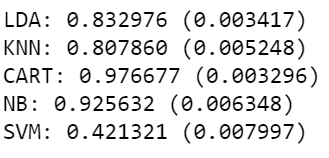 LDA: 0.832976 (0.003417)
KNN: 0.807860 (0.005248)
CART: 0.976677 (0.003296)
NB: 0.925632 (0.006348)
SVM: 0.421321 (0.007997)